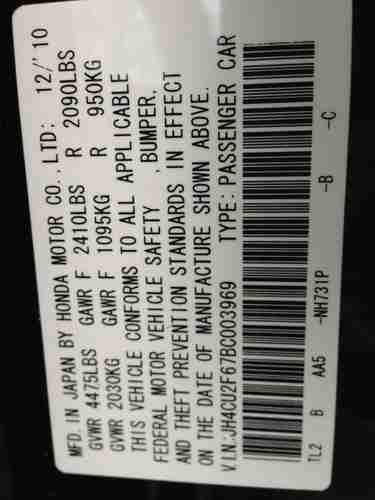 MFD. IN JAPAN BY HONDA MOTOR CO., LTD: 12/'10
GVWR 4475LBS GAWR F 2410LBS R 2090LBS
GVWR 2030KG GAWR F 1095KG R 950KG
THIS VEHICLE CONFORMS TO ALL APPLICABLE
FEDERAL MOTOR VEHICLE SAFETY , BUMPER,
AND THEFT PREVENTION STANDARDS IN EFFECT
ON THE DATE OF MANUFACTURE SHOWN ABOVE.
V.I.N:JH4CU2F67BC003969 TYPE: PASSENGER CAR
TL2 B AA5 -NH731P -B -C